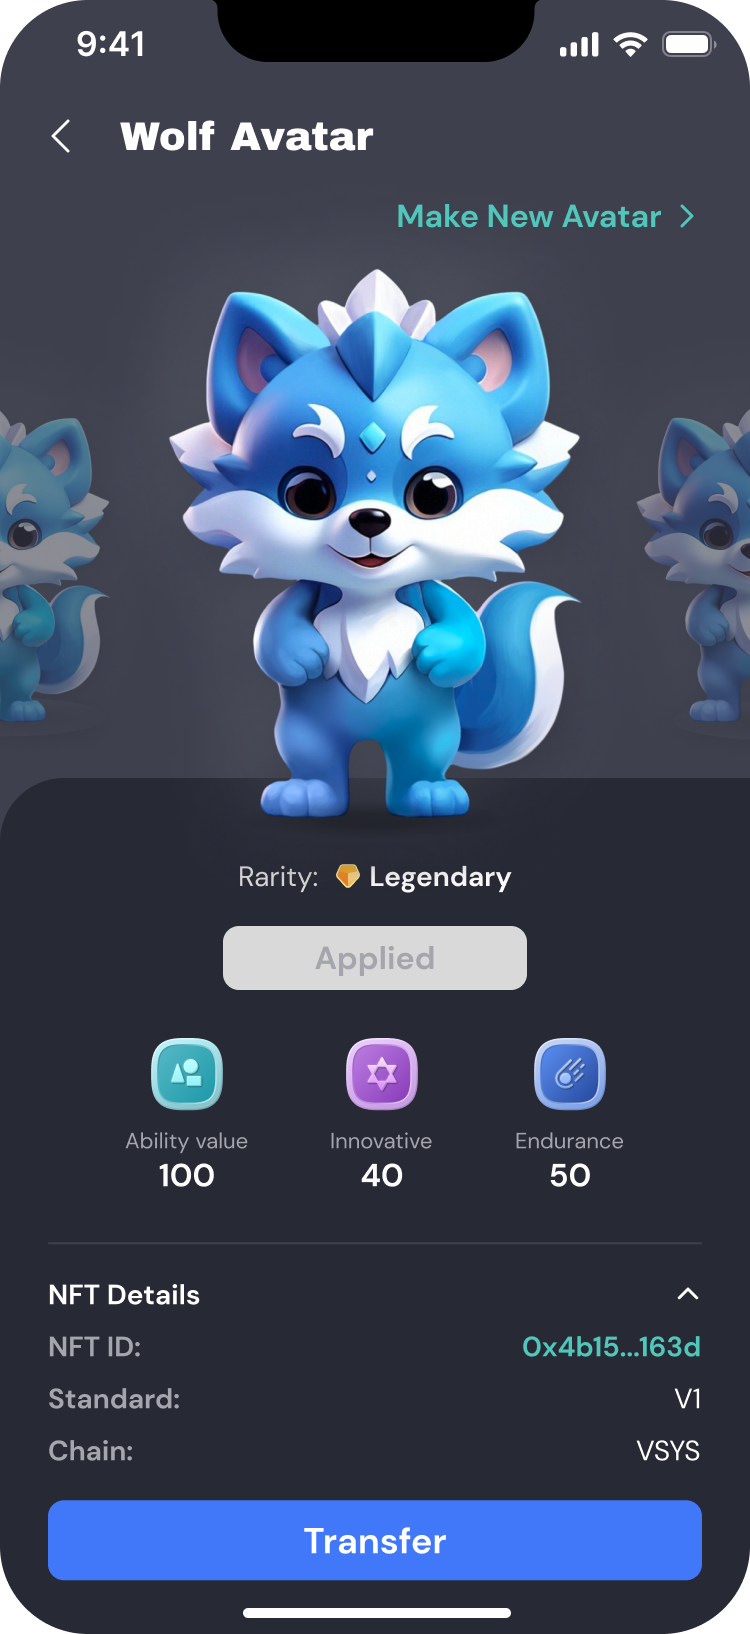 9:41
Wolf Avatar
Make New Avatar
Rarity: Legendary
Applied
Ability value
100
Innovative
40
Endurance
50
NFT Details
NFT ID: 0x4b15...163d
Standard: V1
Chain: VSYS
Transfer